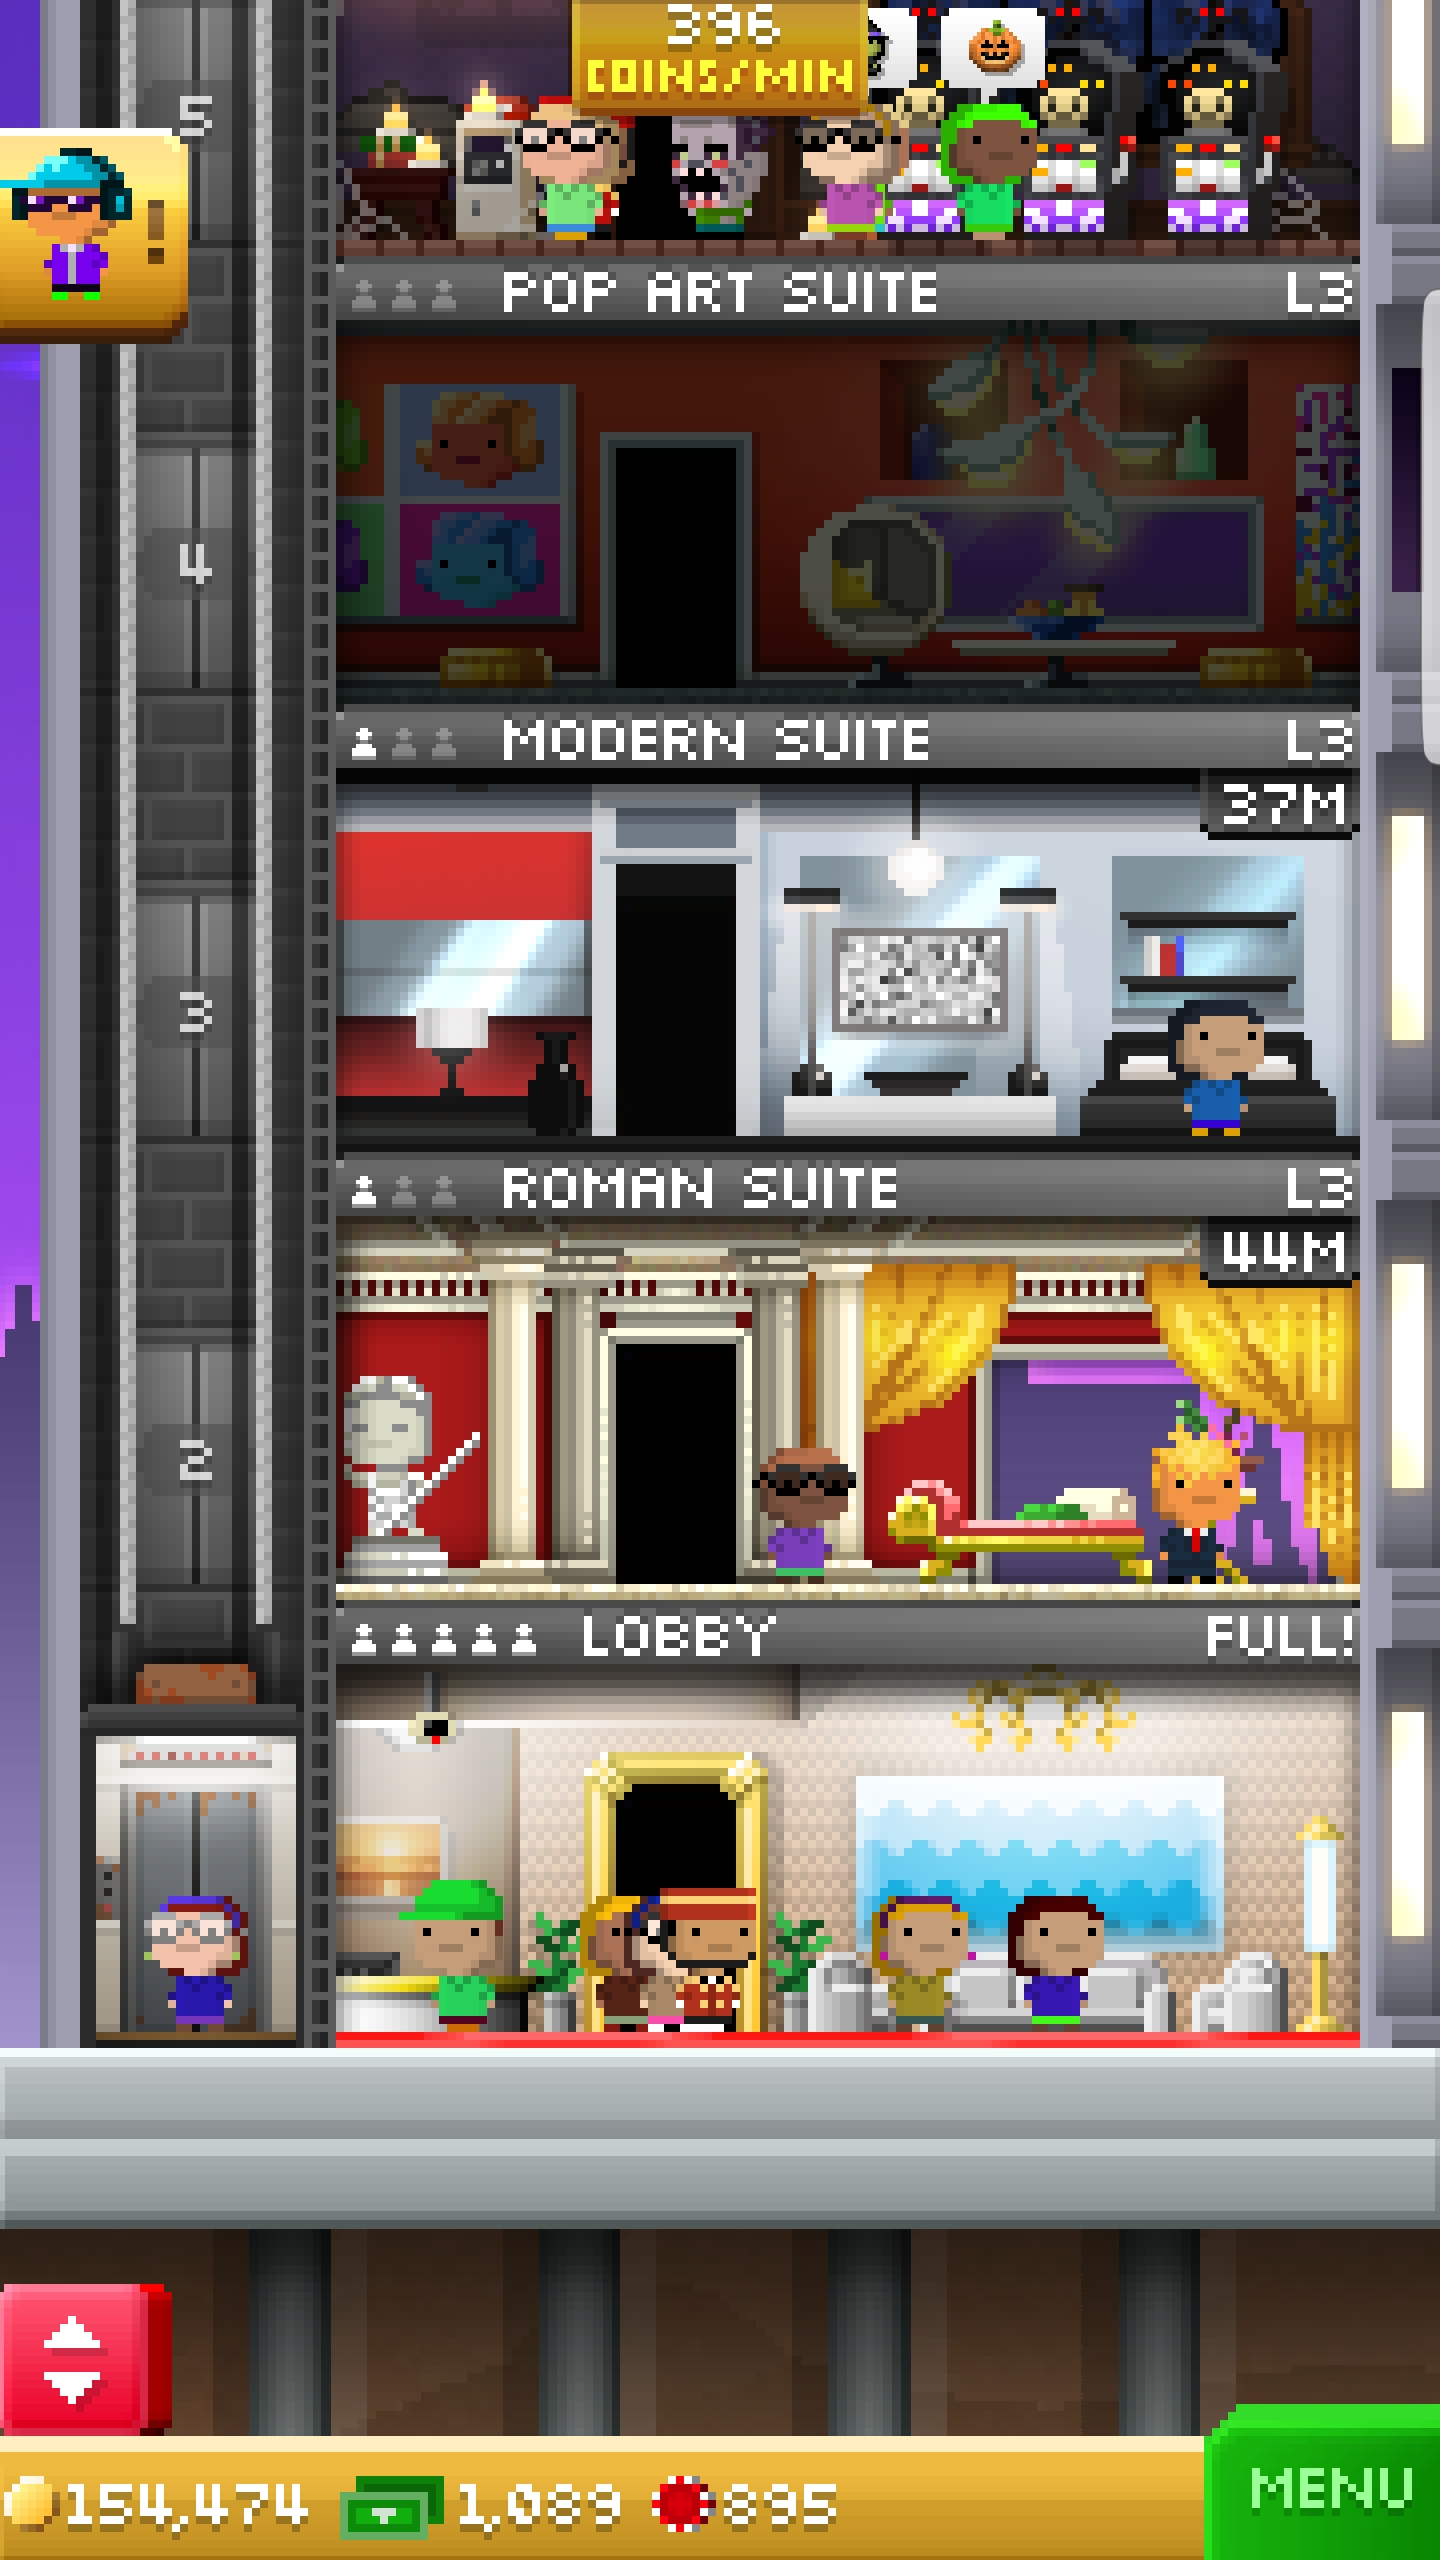 396
COINS/MIN
5
!
POP ART SUITE L3
4
MODERN SUITE L3
37M
3
ROMAN SUITE L3
44M
2
LOBBY FULL!
154,474 1,089 895
MENU